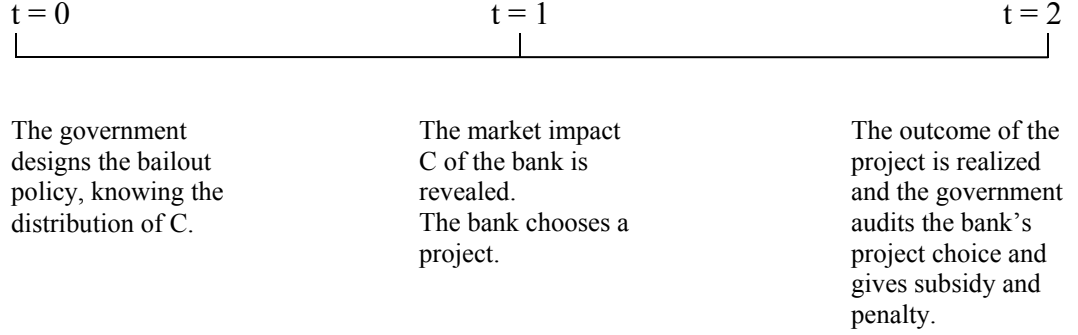 t = 0
t = 1
t = 2
The government
designs the bailout
policy, knowing the
distribution of C.
The market impact
C of the bank is
revealed.
The bank chooses a
project.
The outcome of the
project is realized
and the government
audits the bank’s
project choice and
gives subsidy and
penalty.